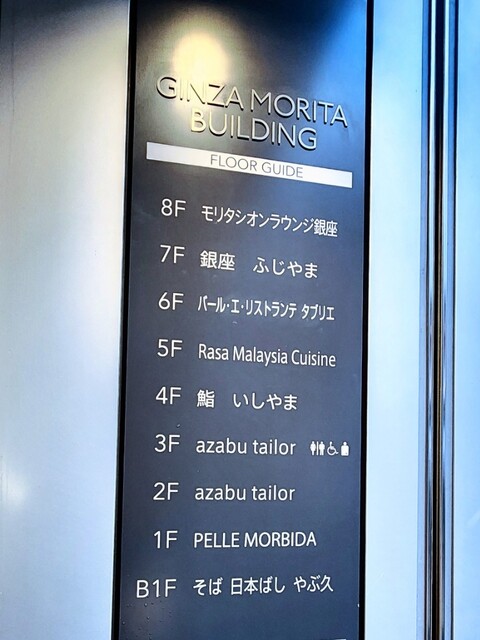 GINZA MORITA
BUILDING
FLOOR GUIDE
8F モリタシオンラウンジ銀座
7F 銀座 ふじやま
6F バール・エ・リストランテ タブリエ
5F Rasa Malaysia Cuisine
4F 鮨 いしやま
3F azabu tailor
2F azabu tailor
1F PELLE MORBIDA
B1F そば 日本ばし やぶ久